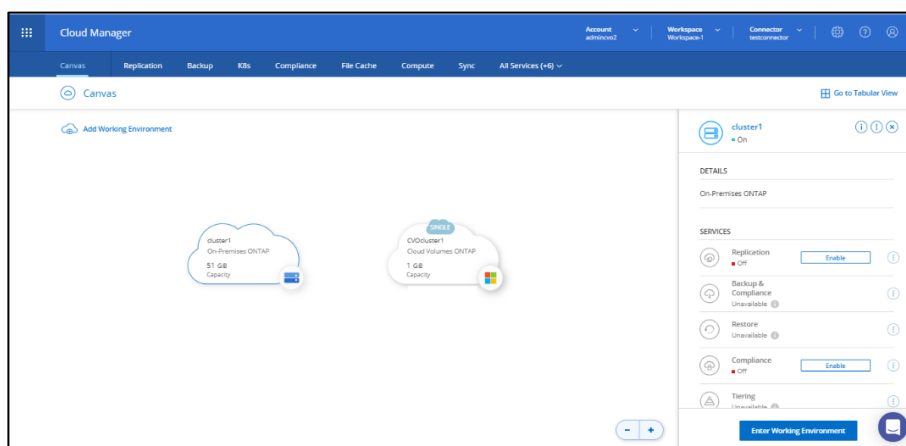 Cloud Manager
Account
admincvo2
Workspace
Workspace-1
Connector
testconnector
Canvas Replication Backup K8s Compliance File Cache Compute Sync All Services (+6)
Canvas
Go to Tabular View
Add Working Environment
cluster1
On-Premises ONTAP
51 GB
Capacity
SINGLE
CVOcluster1
Cloud Volumes ONTAP
1 GB
Capacity
- +
cluster1
On
DETAILS
On-Premises ONTAP
SERVICES
Replication
Off
Enable
Backup &
Compliance
Unavailable
Restore
Unavailable
Compliance
Off
Enable
Tiering
Unavailable
Enter Working Environment